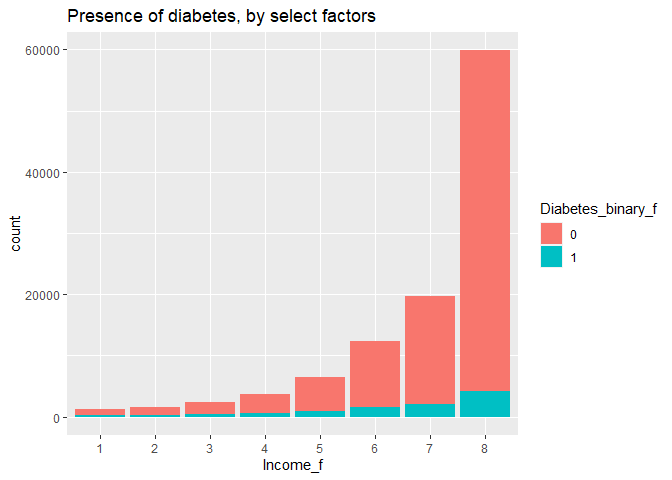 Presence of diabetes, by select factors
60000
40000
20000
0
count
1 2 3 4 5 6 7 8
Income_f
Diabetes_binary_f
0
1